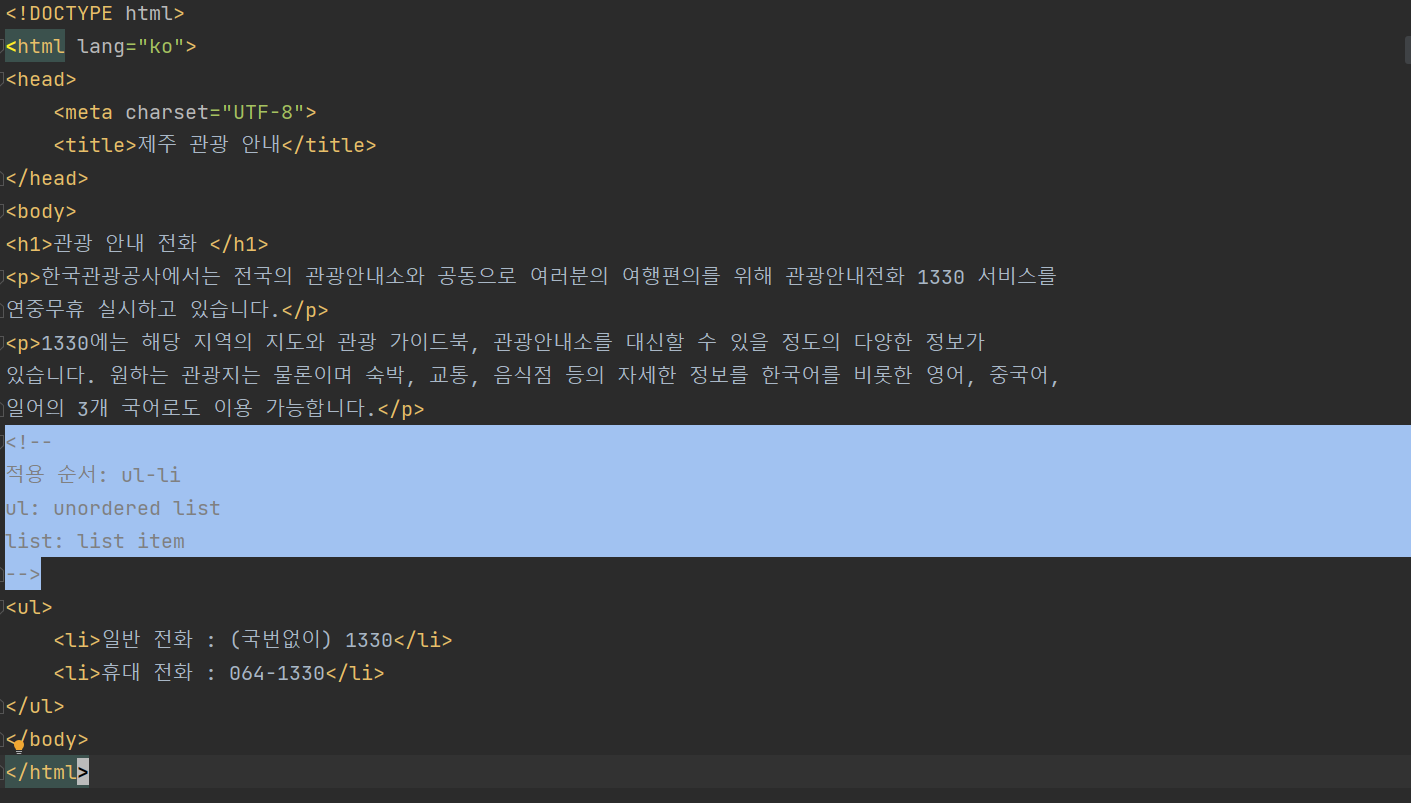 <!DOCTYPE html>
<html lang="ko">
<head>
    <meta charset="UTF-8">
    <title>제주 관광 안내</title>
</head>
<body>
<h1>관광 안내 전화 </h1>
<p>한국관광공사에서는 전국의 관광안내소와 공동으로 여러분의 여행편의를 위해 관광안내전화 1330 서비스를
연중무휴 실시하고 있습니다.</p>
<p>1330에는 해당 지역의 지도와 관광 가이드북, 관광안내소를 대신할 수 있을 정도의 다양한 정보가
있습니다. 원하는 관광지는 물론이며 숙박, 교통, 음식점 등의 자세한 정보를 한국어를 비롯한 영어, 중국어,
일어의 3개 국어로도 이용 가능합니다.</p>
<!--
적용 순서: ul-li
ul: unordered list
list: list item
-->
<ul>
    <li>일반 전화 : (국번없이) 1330</li>
    <li>휴대 전화 : 064-1330</li>
</ul>
</body>
</html>